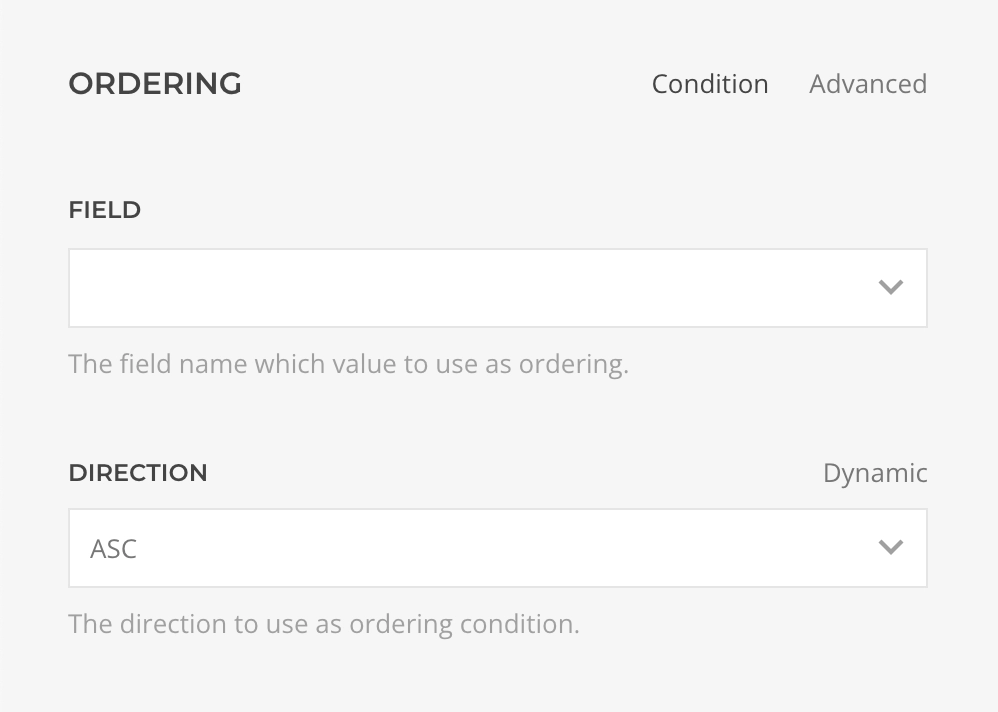 ORDERING Condition Advanced
FIELD
The field name which value to use as ordering.
DIRECTION Dynamic
ASC
The direction to use as ordering condition.